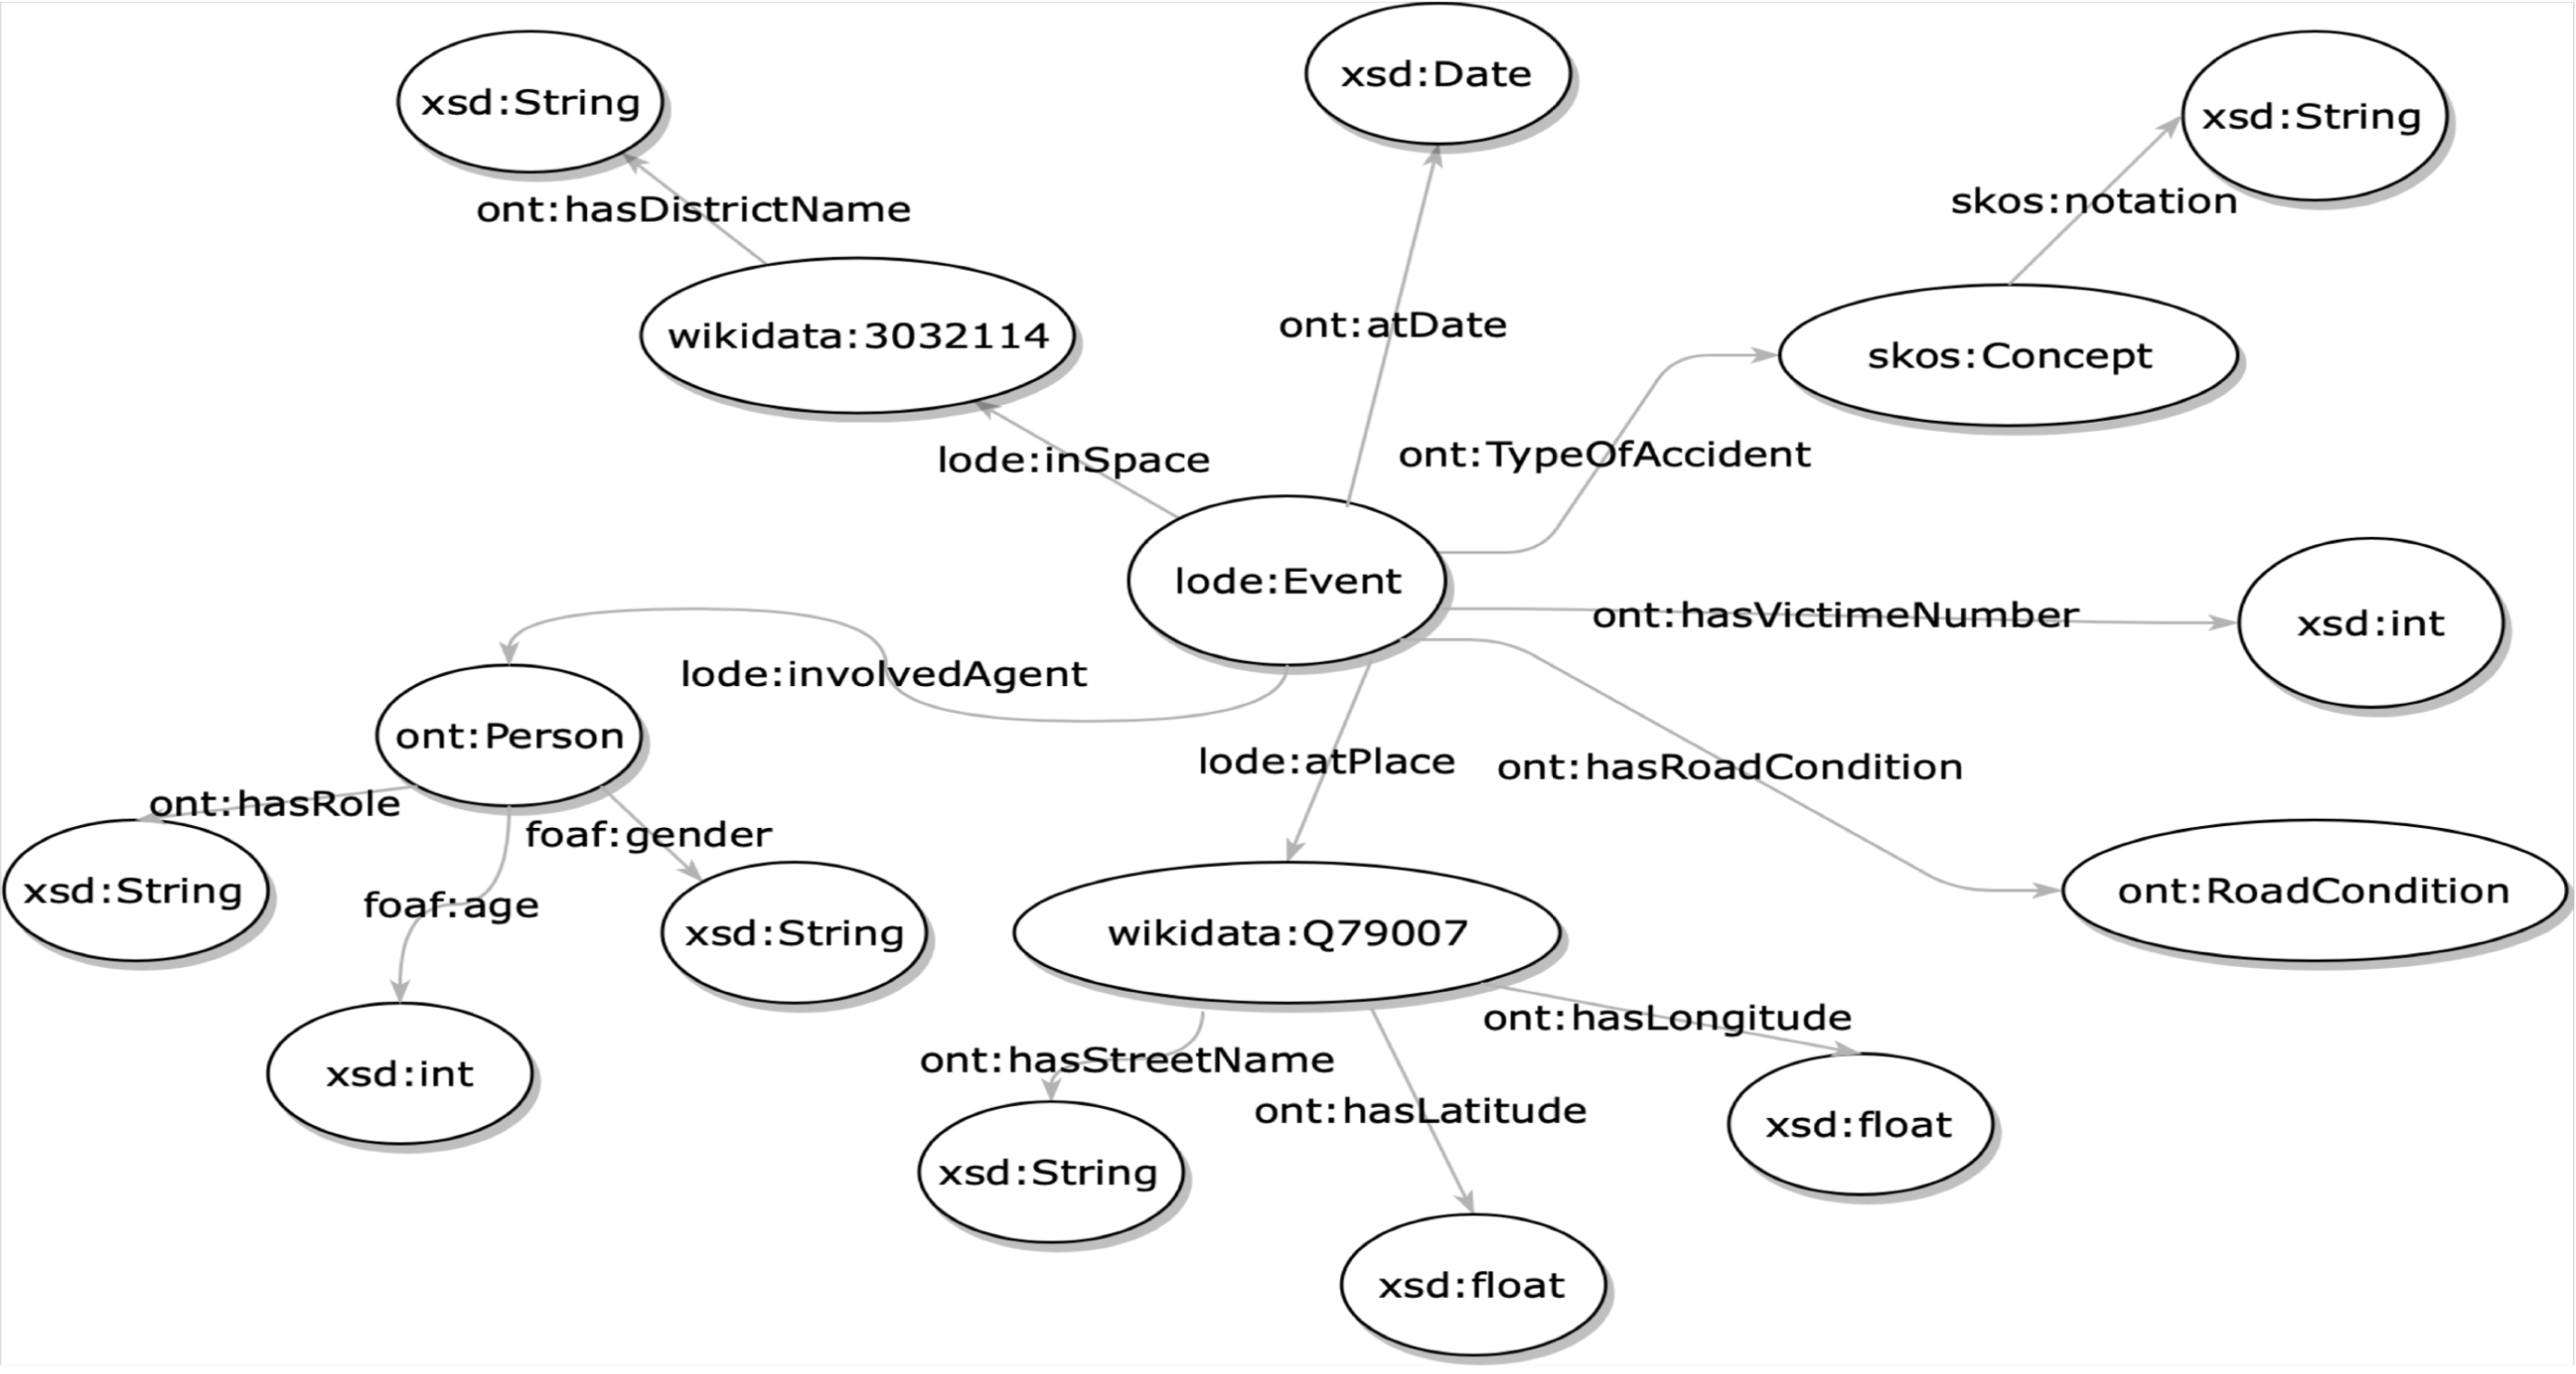 xsd:Date
xsd:String
xsd:String
ont:hasDistrictName
skos:notation
wikidata:3032114
ont:atDate
skos:Concept
lode:inSpace
ont:TypeOfAccident
lode:Event
ont:hasVictimeNumber
xsd:int
lode:involvedAgent
ont:Person
lode:atPlace
ont:hasRoadCondition
ont:hasRole
foaf:gender
xsd:String
foaf:age
xsd:String
wikidata:Q79007
ont:RoadCondition
ont:hasLongitude
xsd:int
ont:hasStreetName
ont:hasLatitude
xsd:float
xsd:String
xsd:float